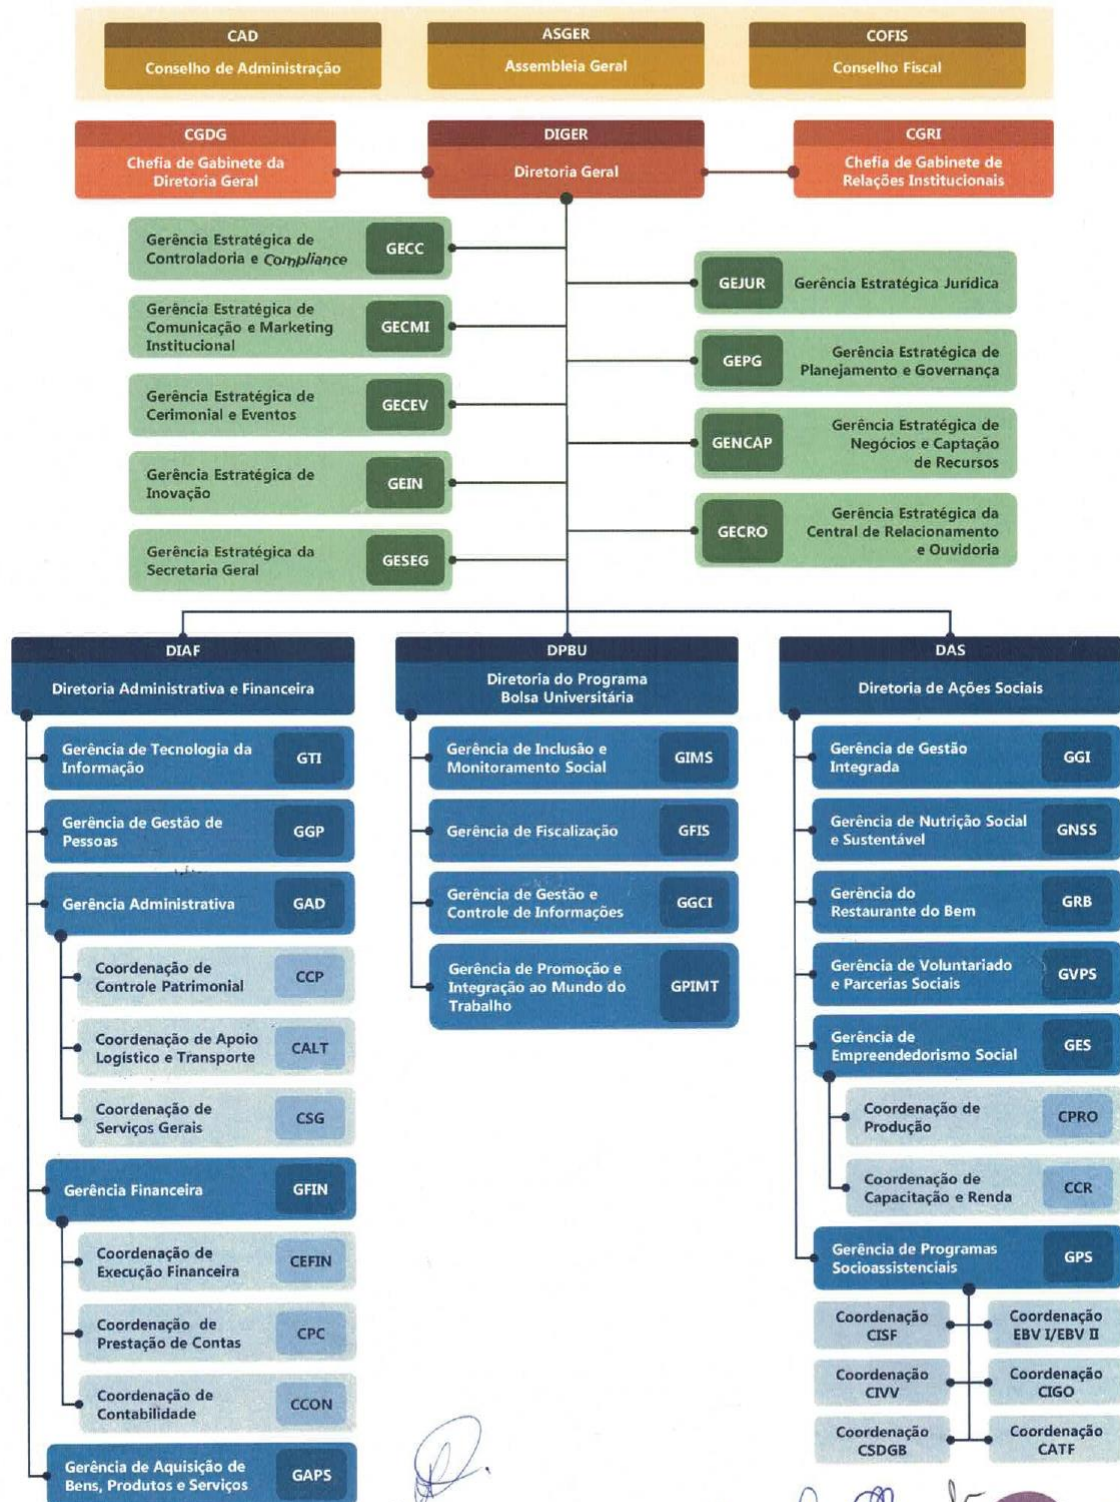 CAD
Conselho de Administração
ASGER
Assembleia Geral
COFIS
Conselho Fiscal
CGDG
Chefia de Gabinete da
Diretoria Geral
DIGER
Diretoria Geral
CGRI
Chefia de Gabinete de
Relações Institucionais
Gerência Estratégica de
Controladoria e Compliance
GECC
Gerência Estratégica de
Comunicação e Marketing
Institucional
GECMI
Gerência Estratégica de
Cerimonial e Eventos
GECEV
Gerência Estratégica de
Inovação
GEIN
Gerência Estratégica da
Secretaria Geral
GESEG
GEJUR
Gerência Estratégica Jurídica
GEPG
Gerência Estratégica de
Planejamento e Governança
GENCAP
Gerência Estratégica de
Negócios e Captação
de Recursos
GECRO
Gerência Estratégica da
Central de Relacionamento
e Ouvidoria
DIAF
Diretoria Administrativa e Financeira
Gerência de Tecnologia da
Informação
GTI
Gerência de Gestão de
Pessoas
GGP
Gerência Administrativa
GAD
Coordenação de
Controle Patrimonial
CCP
Coordenação de Apoio
Logístico e Transporte
CALT
Coordenação de
Serviços Gerais
CSG
Gerência Financeira
GFIN
Coordenação de
Execução Financeira
CEFIN
Coordenação de
Prestação de Contas
CPC
Coordenação de
Contabilidade
CCON
Gerência de Aquisição de
Bens, Produtos e Serviços
GAPS
DPBU
Diretoria do Programa
Bolsa Universitária
Gerência de Inclusão e
Monitoramento Social
GIMS
Gerência de Fiscalização
GFIS
Gerência de Gestão e
Controle de Informações
GGCI
Gerência de Promoção e
Integração ao Mundo do
Trabalho
GPIMT
DAS
Diretoria de Ações Sociais
Gerência de Gestão
Integrada
GGI
Gerência de Nutrição Social
e Sustentável
GNSS
Gerência do
Restaurante do Bem
GRB
Gerência de Voluntariado
e Parcerias Sociais
GVPS
Gerência de
Empreendedorismo Social
GES
Coordenação de
Produção
CPRO
Coordenação de
Capacitação e Renda
CCR
Gerência de Programas
Socioassistenciais
GPS
Coordenação
CISF
Coordenação
EBV I/EBV II
Coordenação
CIVV
Coordenação
CIGO
Coordenação
CSDGB
Coordenação
CATF